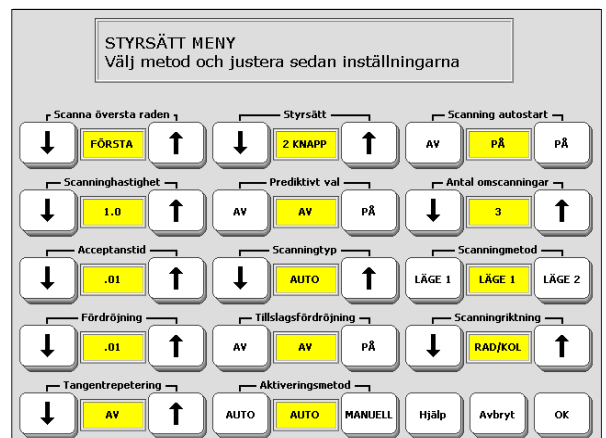 STYRSÄTT MENY
Välj metod och justera sedan inställningarna
Scanna översta raden
Styrsätt
Scanning autostart
FÖRSTA
2 KNAPP
AV PÅ PÅ
Scanninghastighet
Prediktivt val
Antal omscanningar
1.0
AV AV PÅ
3
Acceptanstid
Scanningtyp
Scanningmetod
.01
AUTO
LÄGE 1 LÄGE 1 LÄGE 2
Fördröjning
Tillslagsfördröjning
Scanningriktning
.01
AV AV PÅ
RAD/KOL
Tangentrepetering
Aktiveringsmetod
AV
AUTO AUTO MANUELL
Hjälp
Avbryt
OK